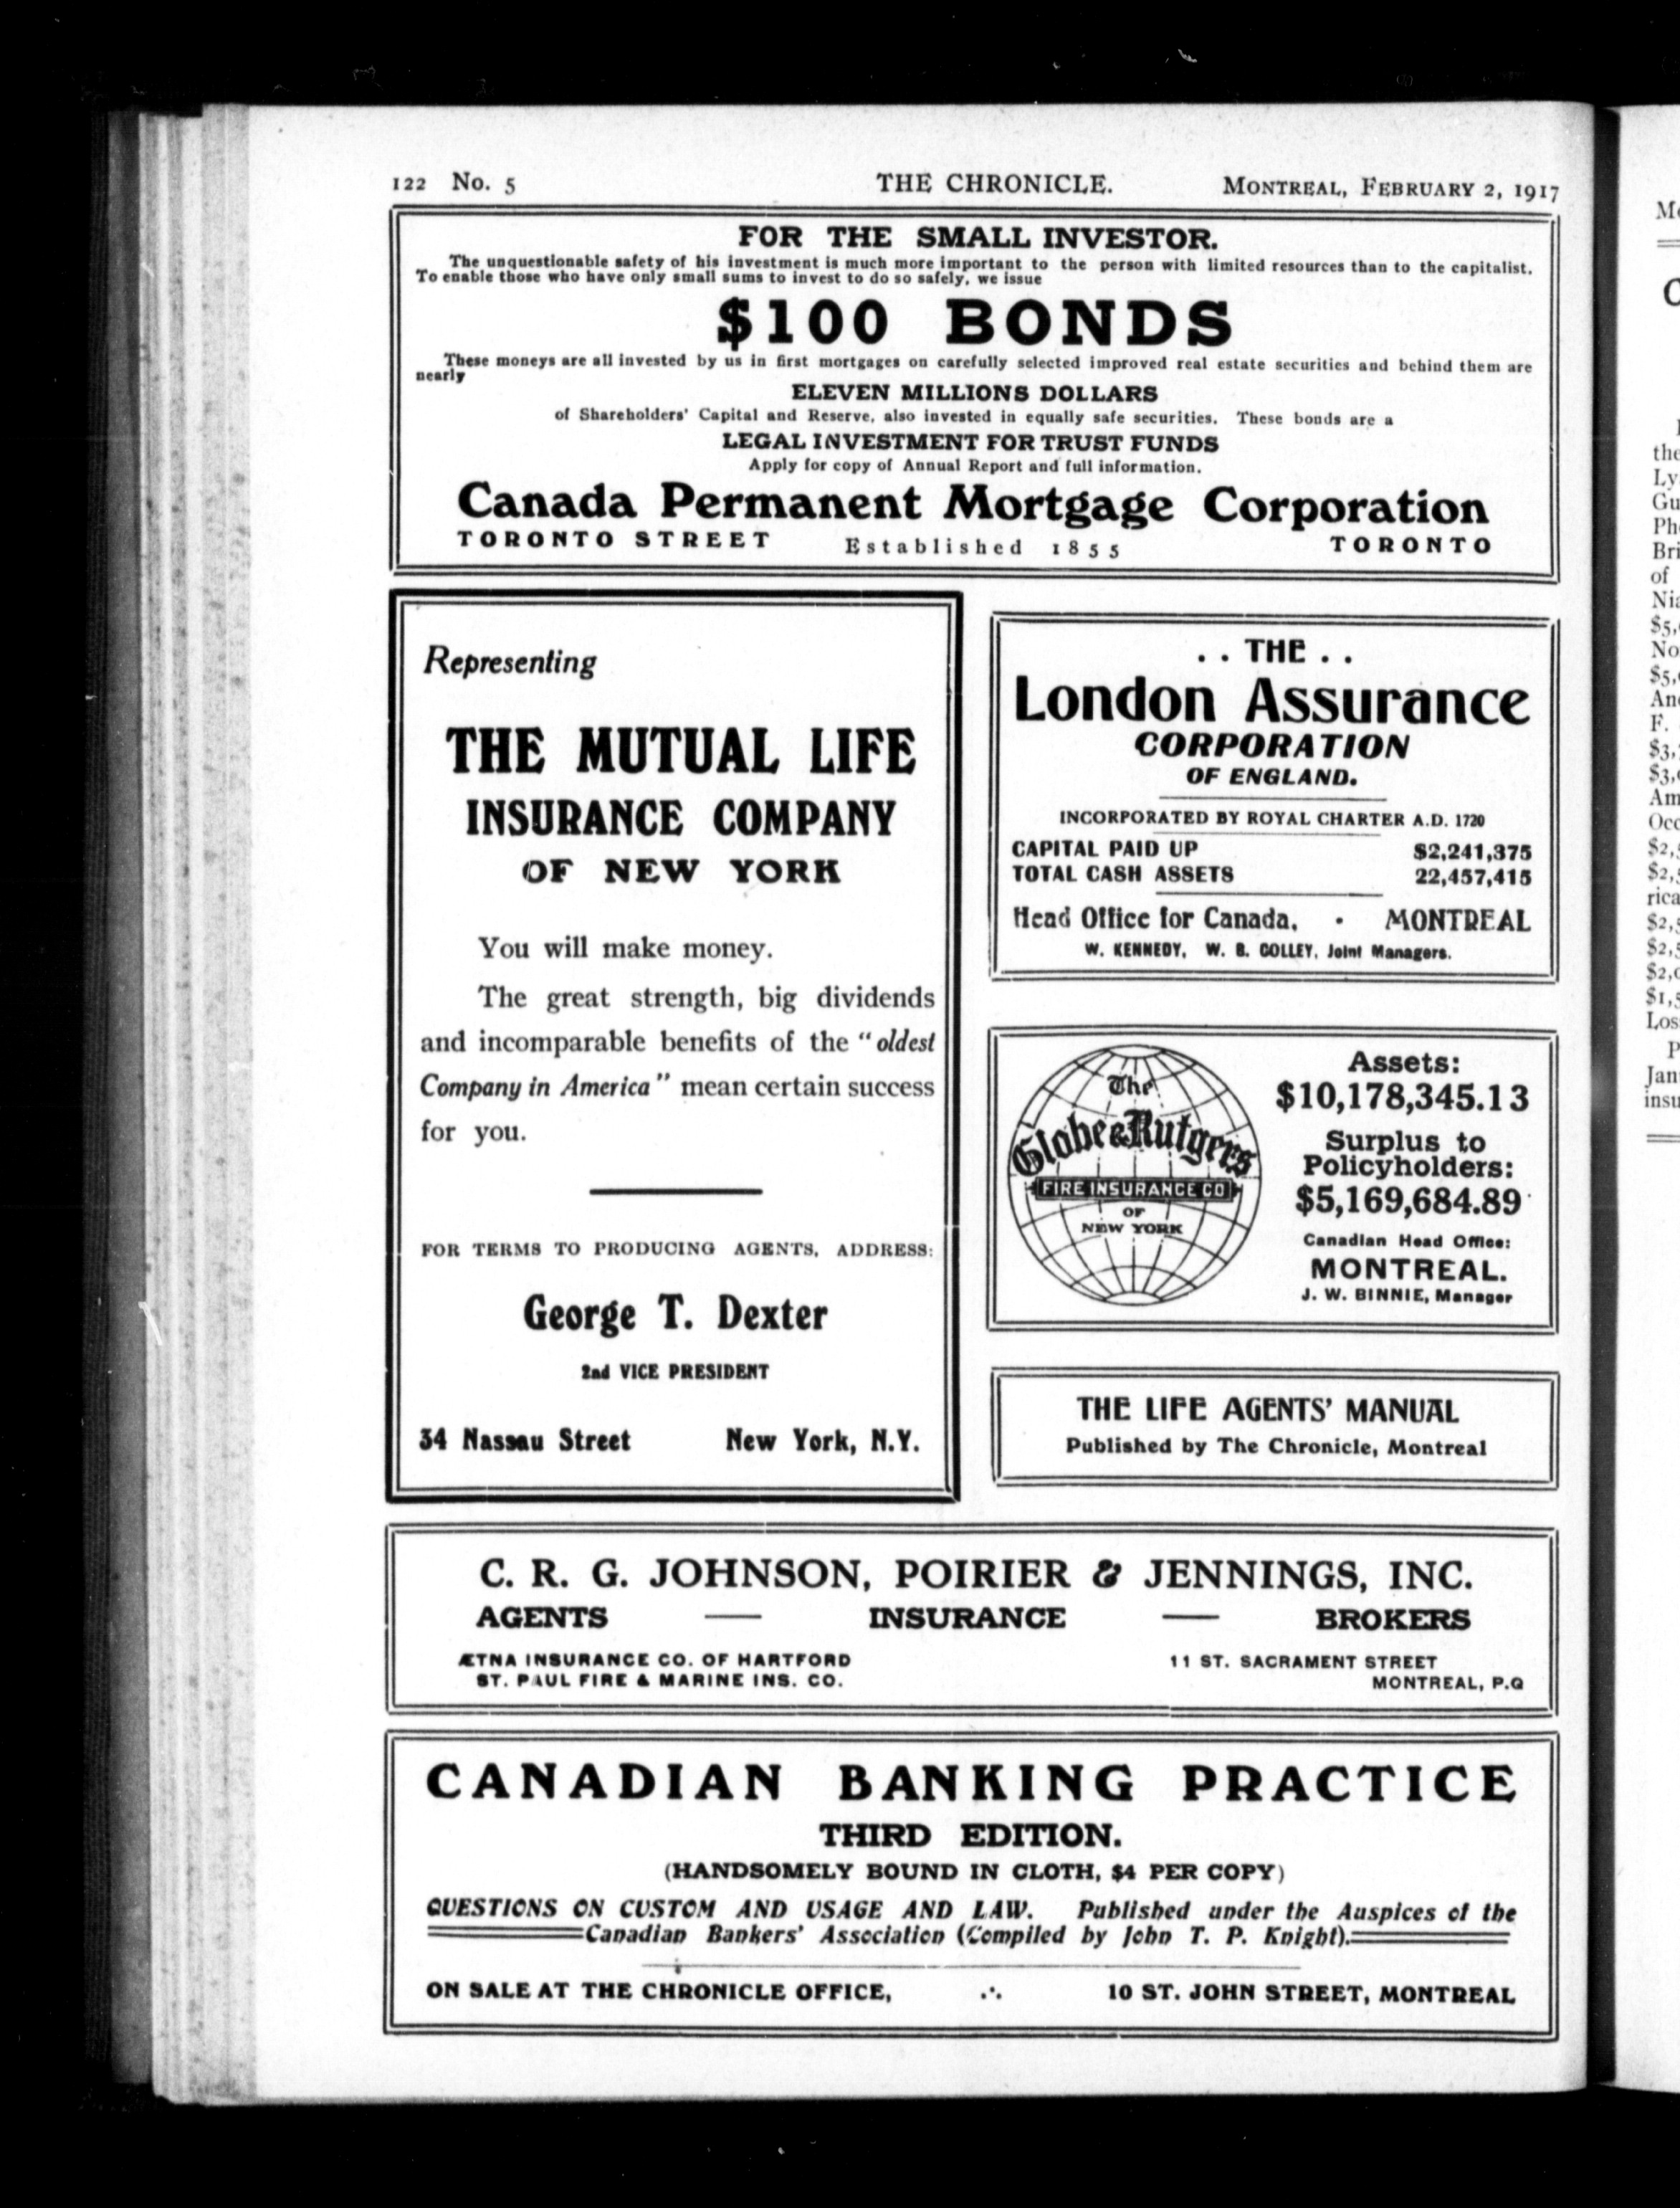 122 No. 5 THE CHRONICLE. MONTREAL, FEBRUARY 2, 1917
FOR THE SMALL INVESTOR.
The unquestionable safety of his investment is much more important to the person with limited resources than to the capitalist.
To enable those who have only small sums to invest to do so safely, we issue
$100 BONDS
These moneys are all invested by us in first mortgages on carefully selected improved real estate securities and behind them are
nearly
ELEVEN MILLIONS DOLLARS
of Shareholders' Capital and Reserve, also invested in equally safe securities. These bonds are a
LEGAL INVESTMENT FOR TRUST FUNDS
Apply for copy of Annual Report and full information.
Canada Permanent Mortgage Corporation
TORONTO STREET Established 1855 TORONTO
Representing
THE MUTUAL LIFE
INSURANCE COMPANY
OF NEW YORK
You will make money.
The great strength, big dividends
and incomparable benefits of the "oldest
Company in America" mean certain success
for you.
FOR TERMS TO PRODUCING AGENTS, ADDRESS:
George T. Dexter
2nd VICE PRESIDENT
34 Nassau Street New York, N.Y.
. . THE . .
London Assurance
CORPORATION
OF ENGLAND.
INCORPORATED BY ROYAL CHARTER A.D. 1720
CAPITAL PAID UP $2,241,375
TOTAL CASH ASSETS 22,457,415
Head Office for Canada, - MONTREAL
W. KENNEDY, W. B. COLLEY, Joint Managers.
The
Globe & Rutgers
FIRE INSURANCE CO
OF
NEW YORK
Assets:
$10,178,345.13
Surplus to
Policyholders:
$5,169,684.89
Canadian Head Office:
MONTREAL.
J. W. BINNIE, Manager
THE LIFE AGENTS' MANUAL
Published by The Chronicle, Montreal
C. R. G. JOHNSON, POIRIER & JENNINGS, INC.
AGENTS — INSURANCE — BROKERS
ÆTNA INSURANCE CO. OF HARTFORD
ST. PAUL FIRE & MARINE INS. CO.
11 ST. SACRAMENT STREET
MONTREAL, P.Q
CANADIAN BANKING PRACTICE
THIRD EDITION.
(HANDSOMELY BOUND IN CLOTH, $4 PER COPY)
QUESTIONS ON CUSTOM AND USAGE AND LAW. Published under the Auspices of the
Canadian Bankers' Association (Compiled by John T. P. Knight).
ON SALE AT THE CHRONICLE OFFICE, ∴ 10 ST. JOHN STREET, MONTREAL